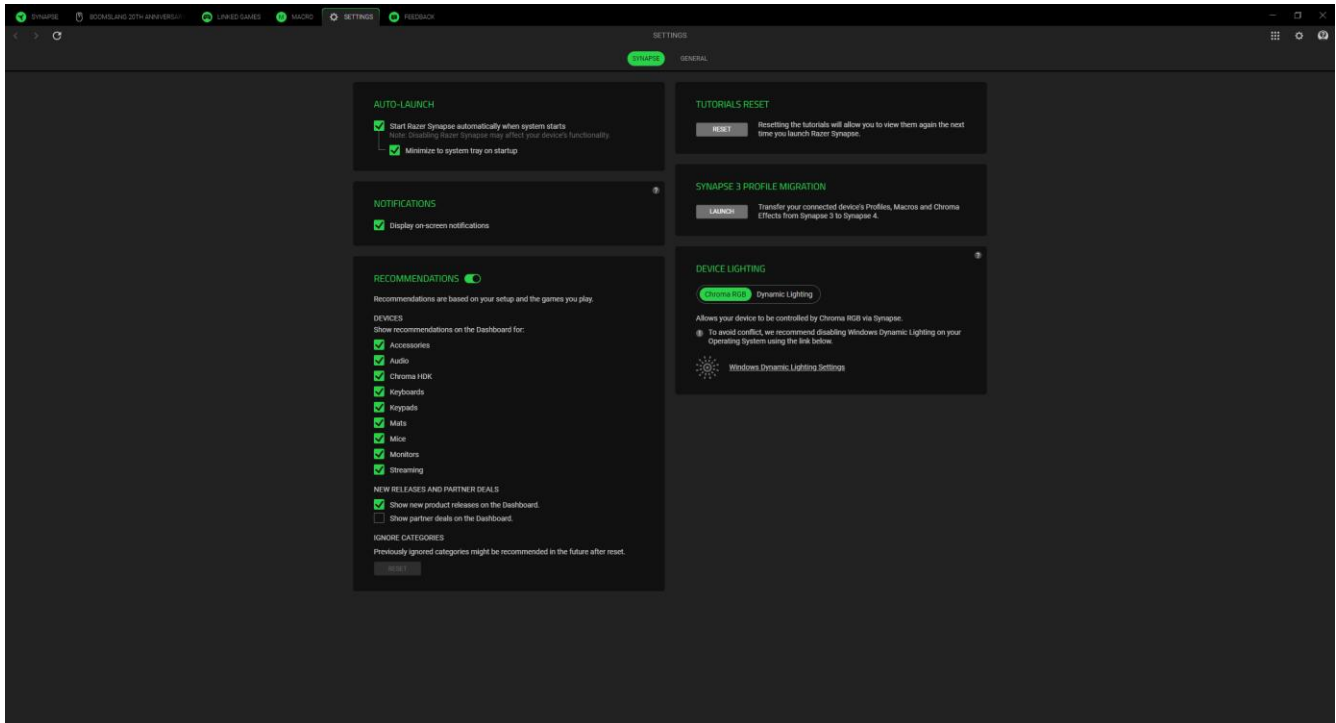 SYNAPSE
BOOMSLANG 20TH ANNIVERSARY
LINKED GAMES
MACRO
SETTINGS
FEEDBACK
SETTINGS
SYNAPSE
GENERAL
AUTO-LAUNCH
Start Razer Synapse automatically when system starts
Note: Disabling Razer Synapse may affect your device's functionality.
Minimize to system tray on startup
NOTIFICATIONS
Display on-screen notifications
RECOMMENDATIONS
Recommendations are based on your setup and the games you play.
DEVICES
Show recommendations on the Dashboard for:
Accessories
Audio
Chroma HDK
Keyboards
Keypads
Mats
Mice
Monitors
Streaming
NEW RELEASES AND PARTNER DEALS
Show new product releases on the Dashboard.
Show partner deals on the Dashboard.
IGNORE CATEGORIES
Previously ignored categories might be recommended in the future after reset.
RESET
TUTORIALS RESET
RESET
Resetting the tutorials will allow you to view them again the next
time you launch Razer Synapse.
SYNAPSE 3 PROFILE MIGRATION
LAUNCH
Transfer your connected device's Profiles, Macros and Chroma
Effects from Synapse 3 to Synapse 4.
DEVICE LIGHTING
Chroma RGB
Dynamic Lighting
Allows your device to be controlled by Chroma RGB via Synapse.
To avoid conflict, we recommend disabling Windows Dynamic Lighting on your
Operating System using the link below.
Windows Dynamic Lighting Settings